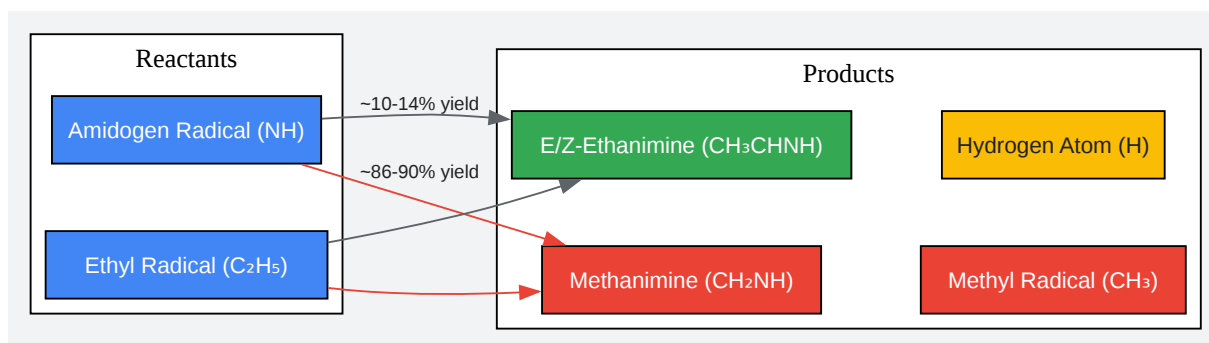 Reactants
Products
Amidogen Radical (NH)
~10-14% yield
E/Z-Ethanimine (CH₃CHNH)
Hydrogen Atom (H)
~86-90% yield
Ethyl Radical (C₂H₅)
Methanimine (CH₂NH)
Methyl Radical (CH₃)